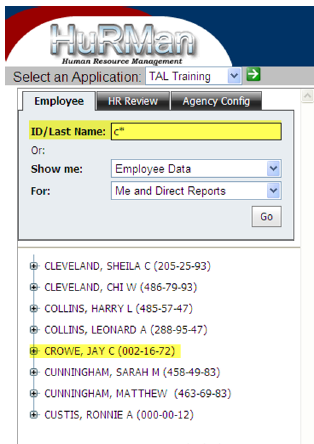 HuRMan
Human Resource Management
Select an Application: TAL Training
Employee HR Review Agency Config
ID/Last Name: c*
Or:
Show me: Employee Data
For: Me and Direct Reports
Go
CLEVELAND, SHEILA C (205-25-93)
CLEVELAND, CHI W (486-79-93)
COLLINS, HARRY L (485-57-47)
COLLINS, LEONARD A (288-95-47)
CROWE, JAY C (002-16-72)
CUNNINGHAM, SARAH M (458-49-83)
CUNNINGHAM, MATTHEW (463-69-83)
CUSTIS, RONNIE A (000-00-12)